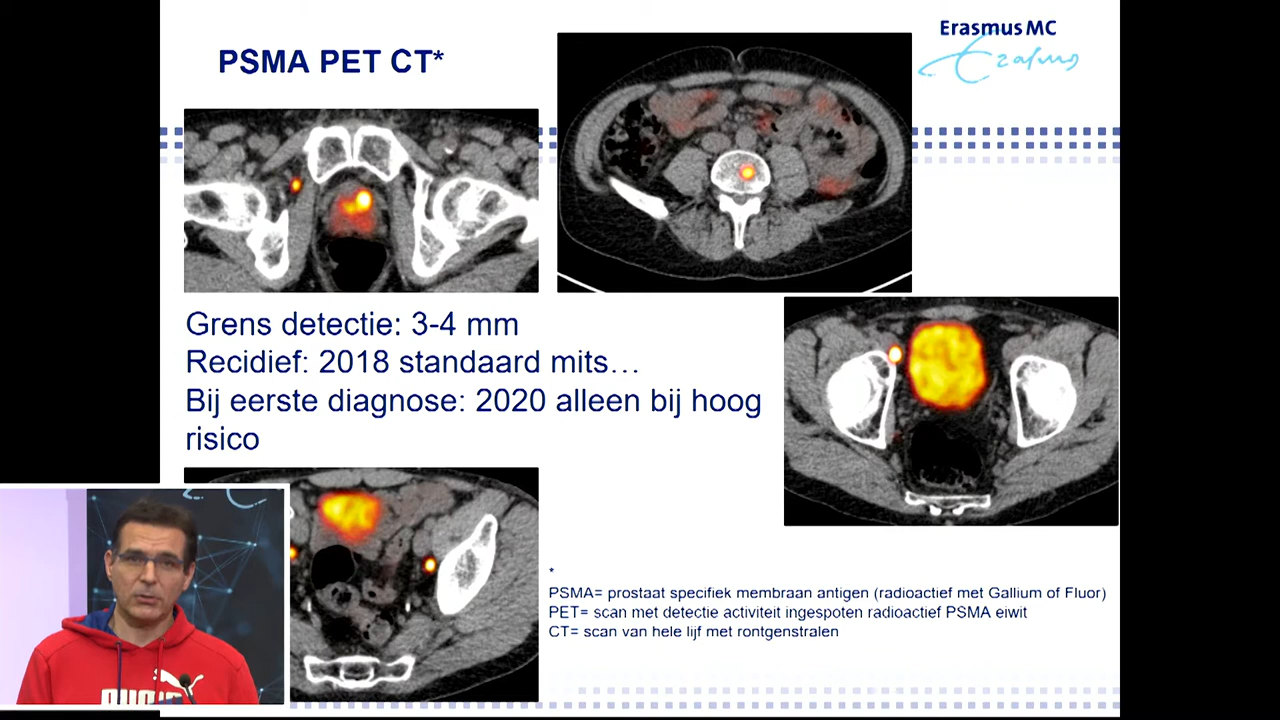 Erasmus MC
Erasmus
PSMA PET CT*
Grens detectie: 3-4 mm
Recidief: 2018 standaard mits…
Bij eerste diagnose: 2020 alleen bij hoog
risico
*
PSMA= prostaat specifiek membraan antigen (radioactief met Gallium of Fluor)
PET= scan met detectie activiteit ingespoten radioactief PSMA eiwit
CT= scan van hele lijf met rontgenstralen